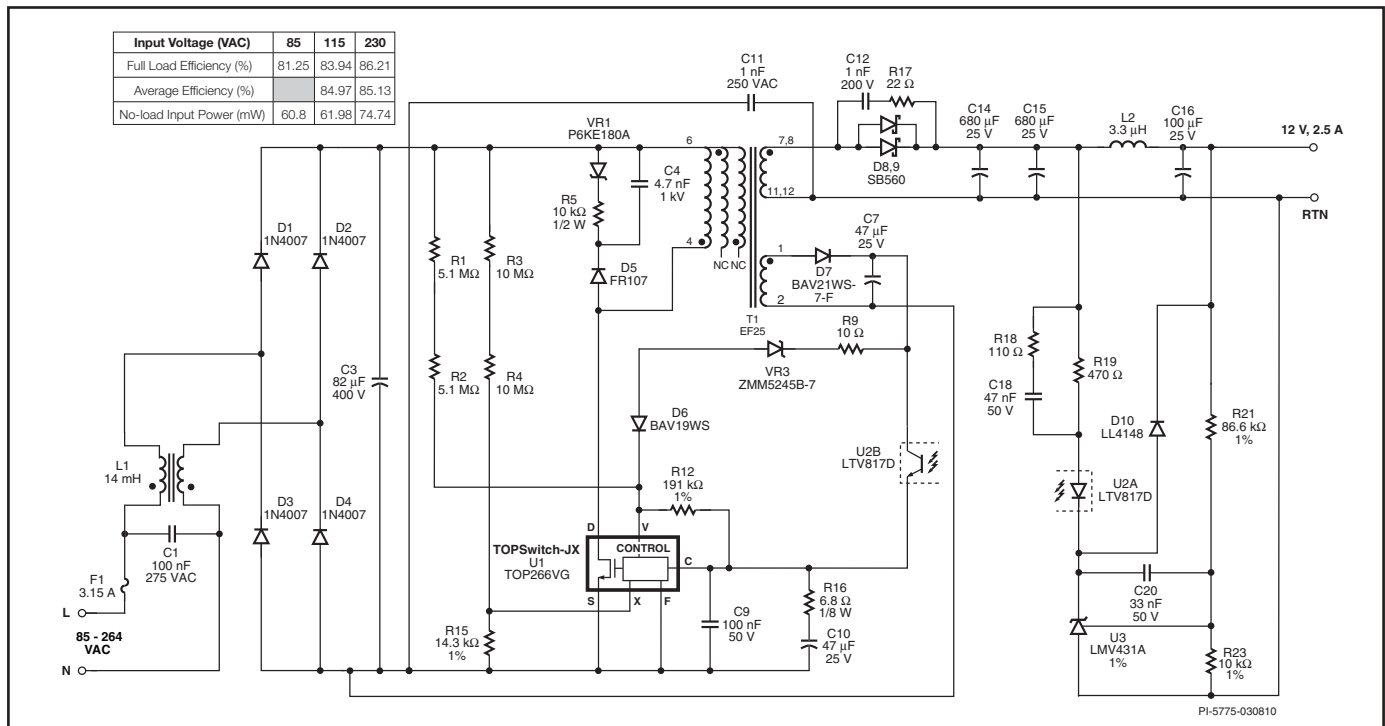 Input Voltage (VAC) 85 115 230
Full Load Efficiency (%) 81.25 83.94 86.21
Average Efficiency (%) 84.97 85.13
No-load Input Power (mW) 60.8 61.98 74.74
C11
1 nF
250 VAC
C12
1 nF
200 V
R17
22 Ω
C14
680 µF
25 V
C15
680 µF
25 V
L2
3.3 µH
C16
100 µF
25 V
12 V, 2.5 A
RTN
VR1
P6KE180A
C4
4.7 nF
1 kV
R5
10 kΩ
1/2 W
6
4
NC NC
7,8
11,12
D8,9
SB560
D1
1N4007
D2
1N4007
R1
5.1 MΩ
R3
10 MΩ
D5
FR107
1
2
T1
EF25
D7
BAV21WS-
7-F
C7
47 µF
25 V
C3
82 µF
400 V
R2
5.1 MΩ
R4
10 MΩ
VR3
ZMM5245B-7
R9
10 Ω
R18
110 Ω
C18
47 nF
50 V
R19
470 Ω
D10
LL4148
R21
86.6 kΩ
1%
D6
BAV19WS
U2B
LTV817D
U2A
LTV817D
L1
14 mH
D3
1N4007
D4
1N4007
R12
191 kΩ
1%
C1
100 nF
275 VAC
F1
3.15 A
L
85 - 264
VAC
N
TOPSwitch-JX
U1
TOP266VG
D
V
CONTROL
C
S
X
F
R15
14.3 kΩ
1%
C9
100 nF
50 V
R16
6.8 Ω
1/8 W
C10
47 µF
25 V
C20
33 nF
50 V
U3
LMV431A
1%
R23
10 kΩ
1%
PI-5775-030810